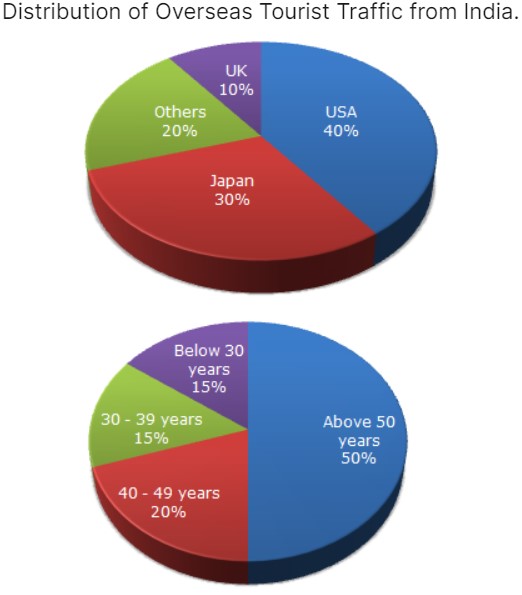 Distribution of Overseas Tourist Traffic from India.
UK
10%
USA
40%
Others
20%
Japan
30%
Below 30
years
15%
30 - 39 years
15%
Above 50
years
50%
40 - 49 years
20%